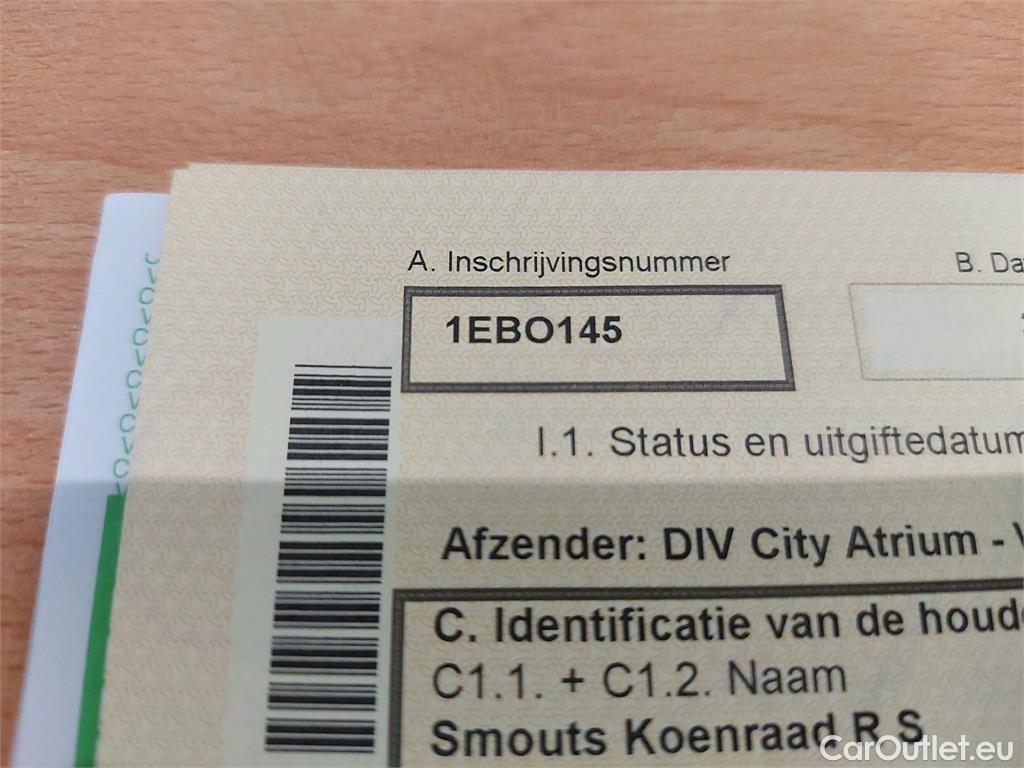 A. Inschrijvingsnummer
B. Da
1EBO145
I.1. Status en uitgiftedatum
Afzender: DIV City Atrium -
C. Identificatie van de houde
C1.1. + C1.2. Naam
Smouts Koenraad R S
CarOutlet.eu